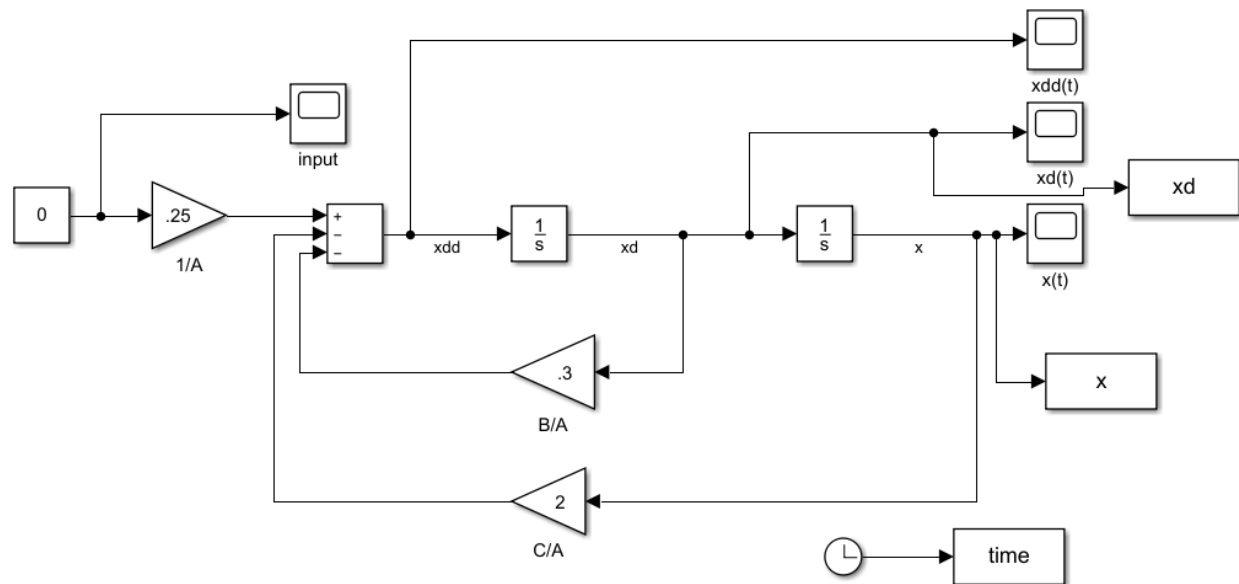 xdd(t)
input
xd(t)
xd
0
.25
1/A
+
−
−
xdd
1
s
xd
1
s
x
x(t)
.3
B/A
x
2
C/A
time